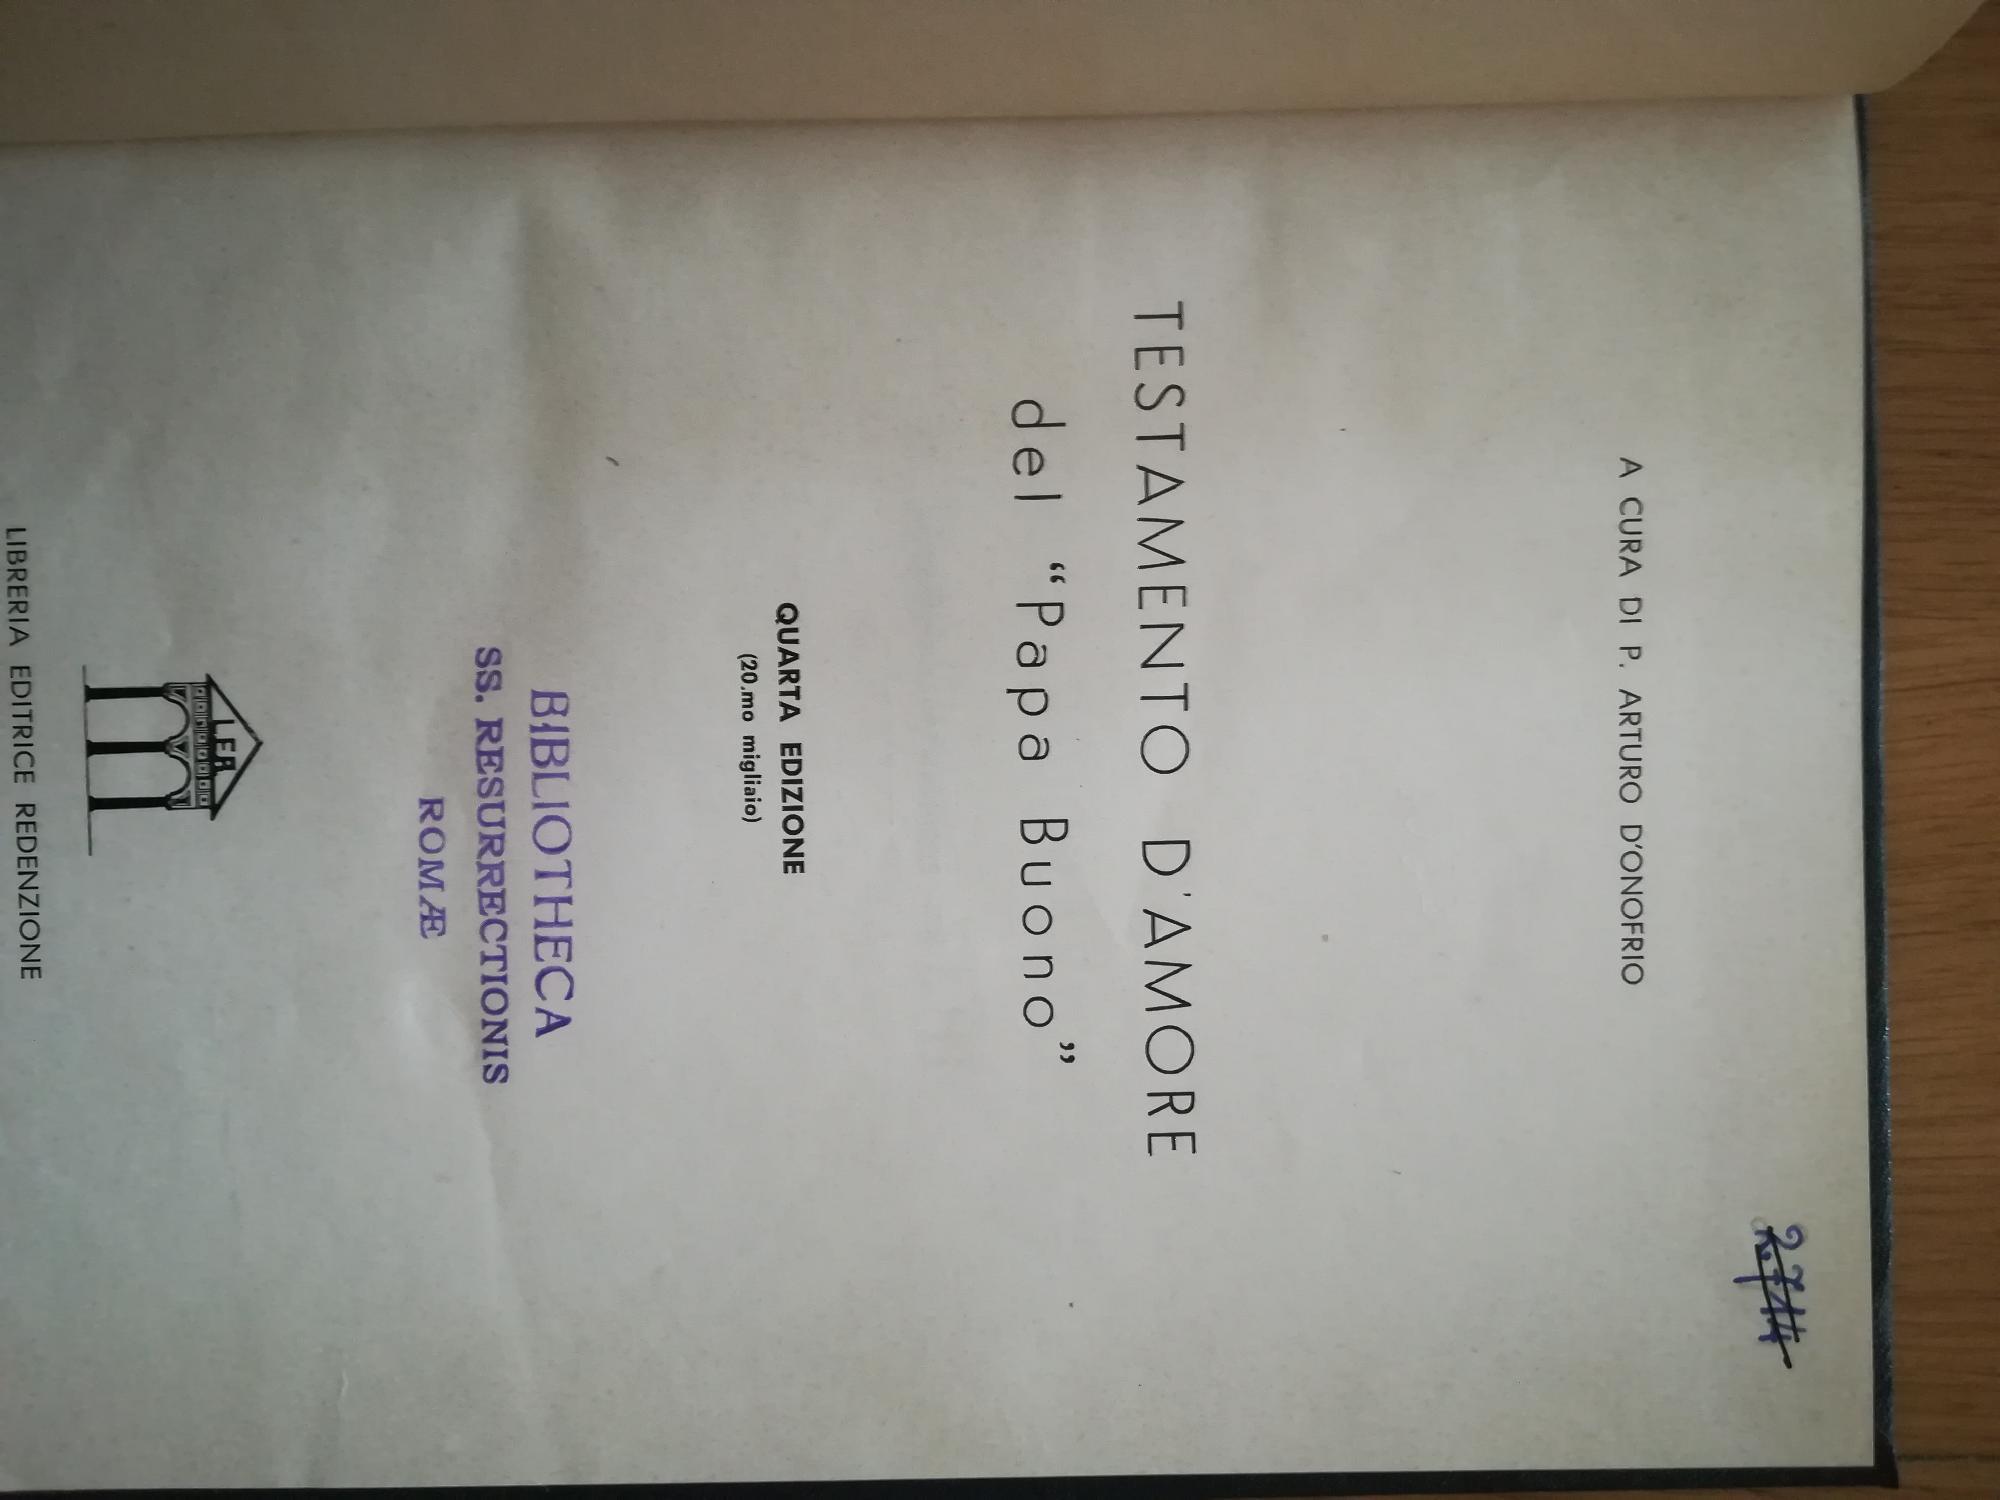 A CURA DI P. ARTURO D'ONOFRIO
TESTAMENTO D'AMORE
del “Papa Buono”
QUARTA EDIZIONE
(20.mo migliaio)
BIBLIOTHECA
SS. RESURRECTIONIS
ROMÆ
LER
LIBRERIA EDITRICE REDENZIONE